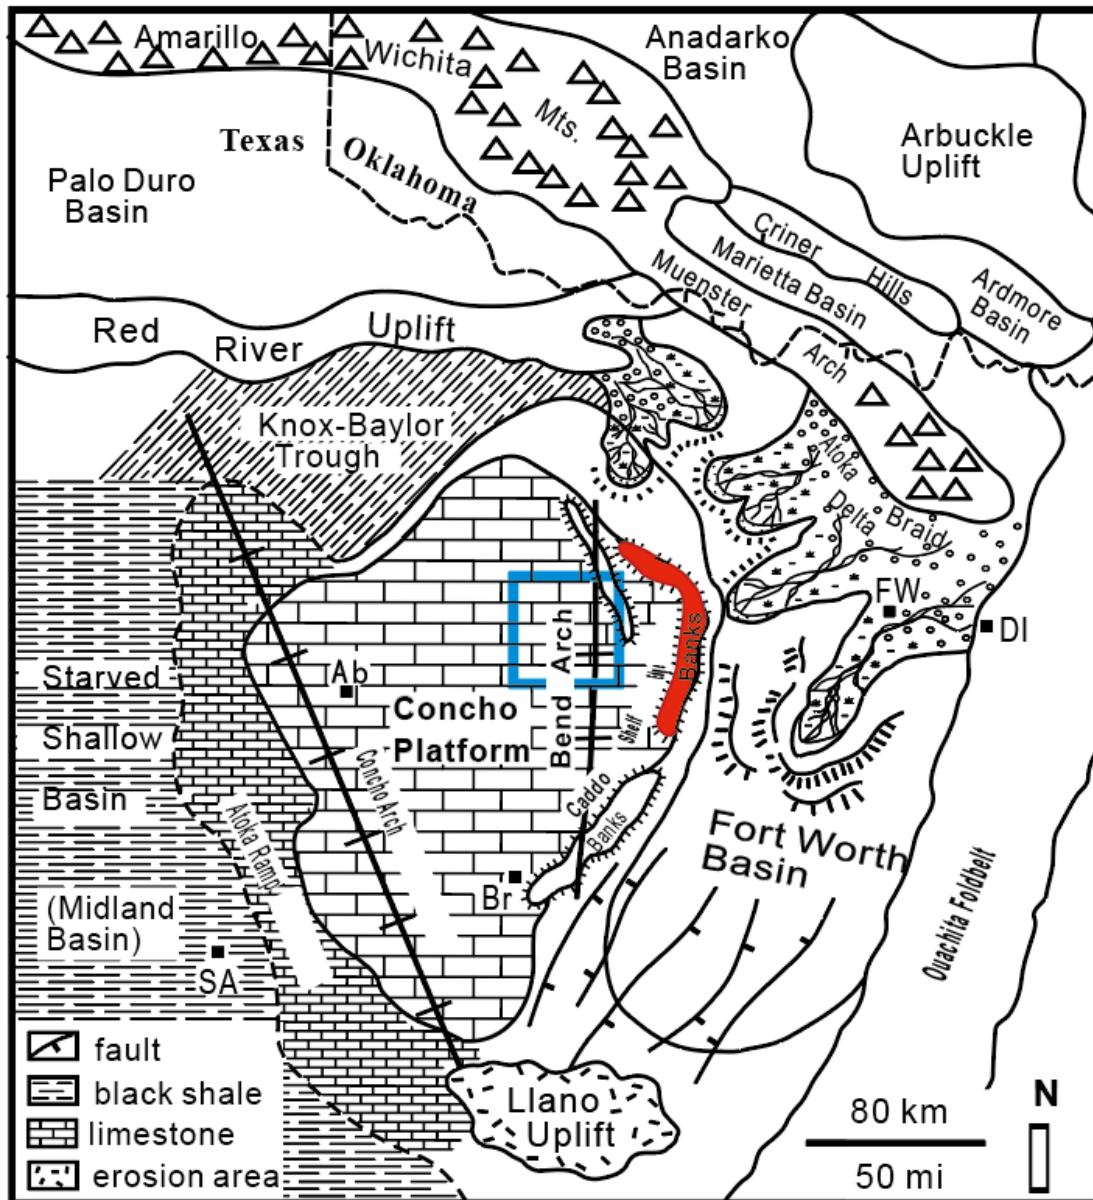 Amarillo
Wichita
Mts.
Anadarko
Basin
Texas
Oklahoma
Arbuckle
Uplift
Palo Duro
Basin
Criner
Hills
Marietta Basin
Muenster
Arch
Ardmore
Basin
Red
River
Uplift
Knox-Baylor
Trough
Atoka
Delta
Braid
FW
DI
Banks
Bend Arch
Ab
Concho
Platform
Shelf
Starved
Shallow
Basin
Concho Arch
Caddo
Banks
Atoka Ramp
Fort Worth
Basin
Br
(Midland
Basin)
SA
Ouachita Foldbelt
fault
black shale
limestone
erosion area
Llano
Uplift
80 km
50 mi
N